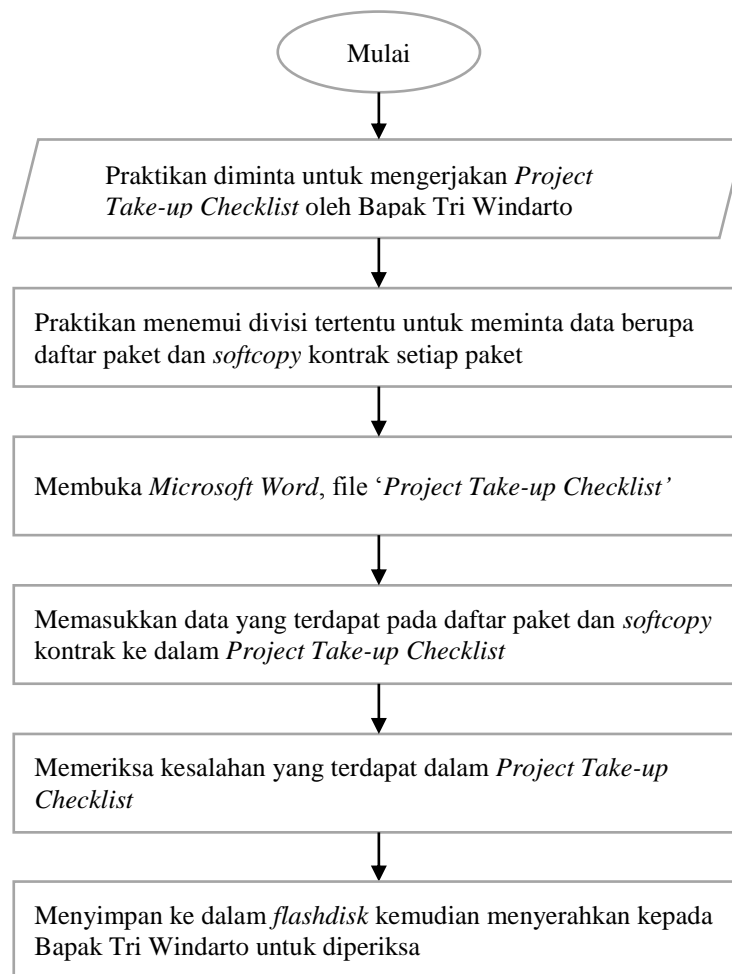 Mulai
Praktikan diminta untuk mengerjakan Project
Take-up Checklist oleh Bapak Tri Windarto
Praktikan menemui divisi tertentu untuk meminta data berupa
daftar paket dan softcopy kontrak setiap paket
Membuka Microsoft Word, file ‘Project Take-up Checklist’
Memasukkan data yang terdapat pada daftar paket dan softcopy
kontrak ke dalam Project Take-up Checklist
Memeriksa kesalahan yang terdapat dalam Project Take-up
Checklist
Menyimpan ke dalam flashdisk kemudian menyerahkan kepada
Bapak Tri Windarto untuk diperiksa